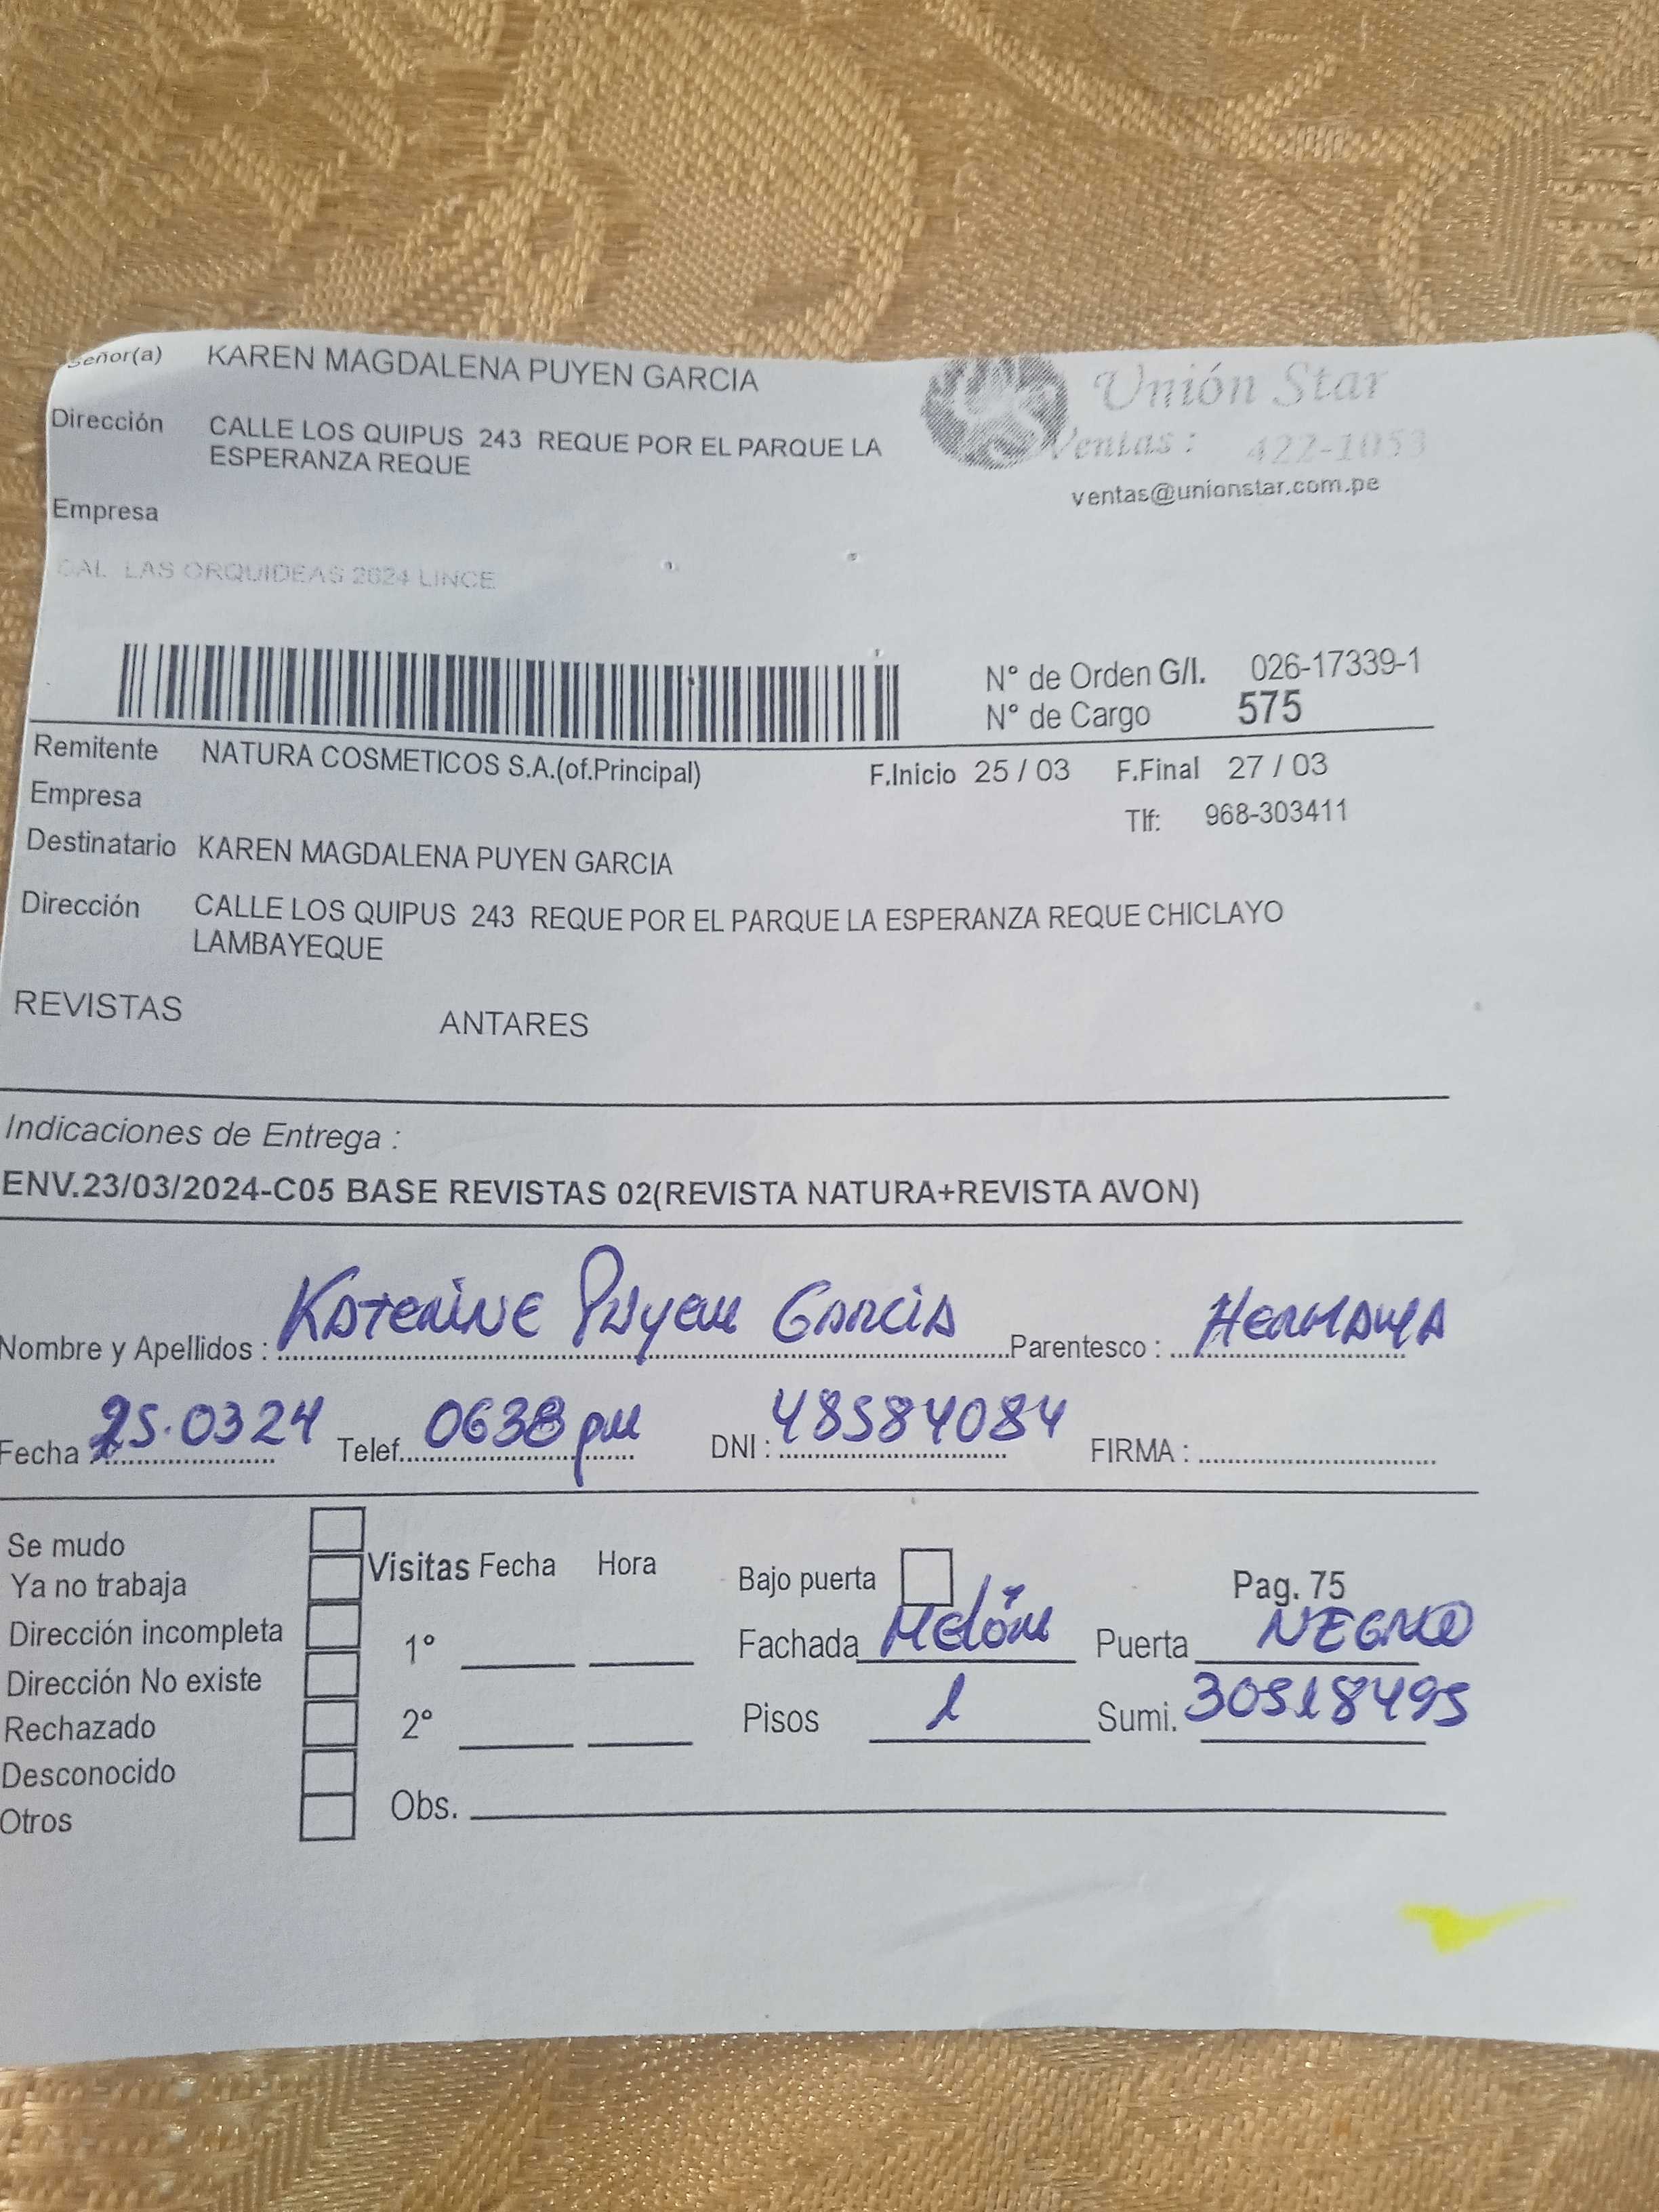 Señor(a) KAREN MAGDALENA PUYEN GARCIA
Unión Star
Dirección CALLE LOS QUIPUS 243 REQUE POR EL PARQUE LA
ESPERANZA REQUE
Ventas: 422-1053
ventas@unionstar.com.pe
Empresa
CAL LAS ORQUIDEAS 2624 LINCE
N° de Orden G/I. 026-17339-1
N° de Cargo 575
Remitente NATURA COSMETICOS S.A.(of.Principal) F.Inicio 25 / 03 F.Final 27 / 03
Empresa
Tlf: 968-303411
Destinatario KAREN MAGDALENA PUYEN GARCIA
Dirección CALLE LOS QUIPUS 243 REQUE POR EL PARQUE LA ESPERANZA REQUE CHICLAYO
LAMBAYEQUE
REVISTAS ANTARES
Indicaciones de Entrega :
ENV.23/03/2024-C05 BASE REVISTAS 02(REVISTA NATURA+REVISTA AVON)
Nombre y Apellidos : Katerine Puyen Garcia Parentesco : Hermana
Fecha 25.0324 Telef. 0638 pm DNI : 48584084 FIRMA :
Se mudo
Ya no trabaja
Dirección incompleta
Dirección No existe
Rechazado
Desconocido
Otros
Visitas Fecha Hora
1°
2°
Obs.
Bajo puerta Pag. 75
Fachada Melón Puerta NEGRO
Pisos 1 Sumi. 30518495